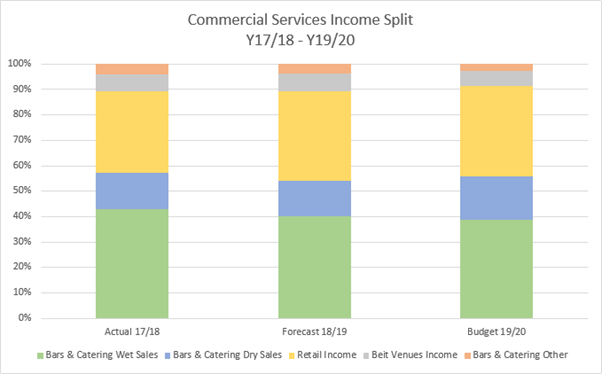 Commercial Services Income Split
Y17/18 - Y19/20
100%
90%
80%
70%
60%
50%
40%
30%
20%
10%
0%
Actual 17/18 Forecast 18/19 Budget 19/20
Bars & Catering Wet Sales Bars & Catering Dry Sales Retail Income Beit Venues Income Bars & Catering Other